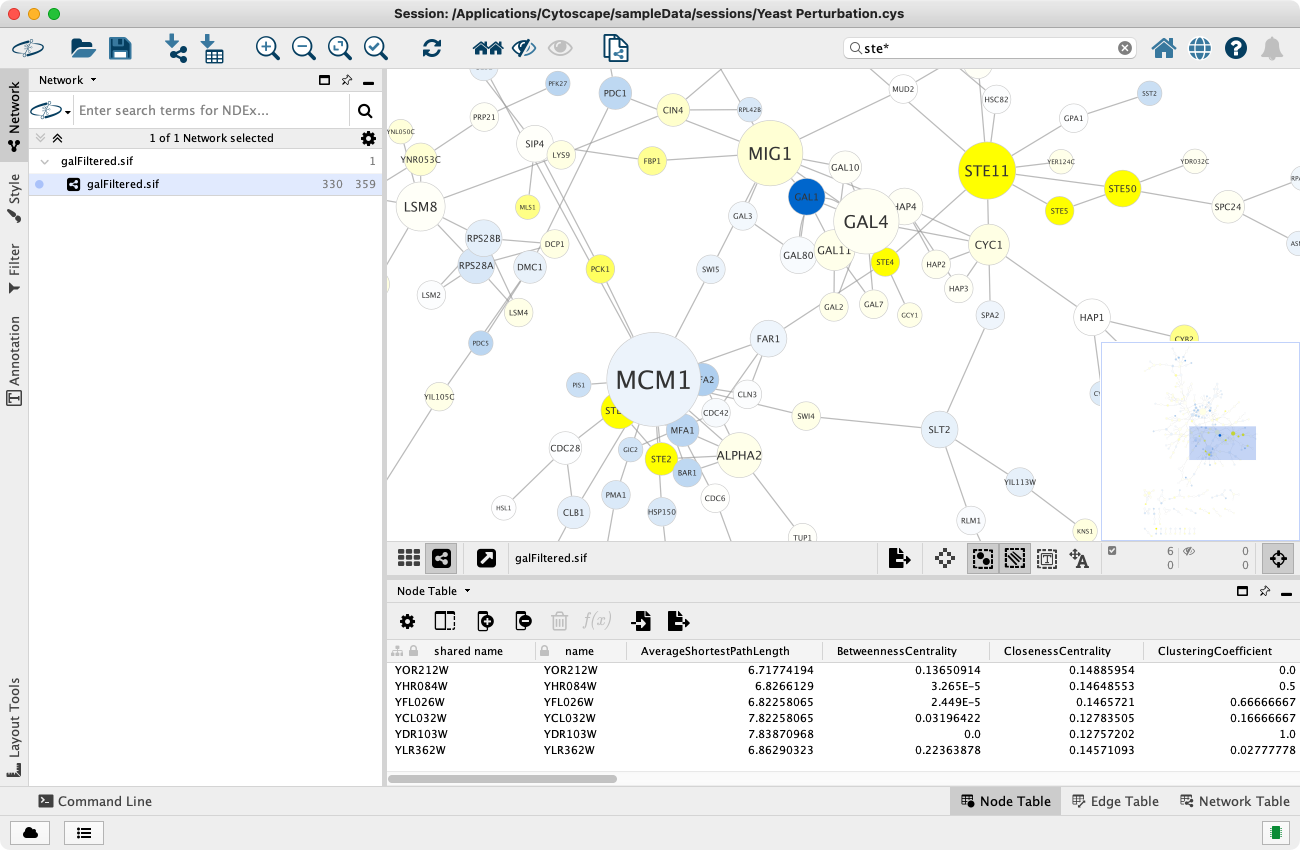 Session: /Applications/Cytoscape/sampleData/sessions/Yeast Perturbation.cys
ste*
Network
Style
Filter
Annotation
Layout Tools
Network
Enter search terms for NDEx...
1 of 1 Network selected
galFiltered.sif 1
galFiltered.sif 330 359
PFK27
PDC1
CIN4
RPL42B
MUD2
HSC82
SST2
GPA1
PRP21
YNL050C
YNR053C
SIP4
LYS9
FBP1
MIG1
GAL10
STE11
YER124C
YDR032C
STE50
LSM8
MLS1
GAL1
GAL3
GAL4
HAP4
STE5
SPC24
RPS28B
DCP1
RPS28A
DMC1
PCK1
SWI5
GAL80
GAL11
STE4
HAP2
CYC1
HAP3
LSM2
LSM4
GAL2
GAL7
GCY1
SPA2
HAP1
PDC5
FAR1
CYB2
MCM1
FA2
PIS1
YIL105C
CLN3
STE
CDC42
SWI4
MFA1
SLT2
CDC28
GIC2
STE2
BAR1
ALPHA2
YIL113W
PMA1
CDC6
HSL1
CLB1
HSP150
RLM1
KNS1
TUP1
galFiltered.sif
6 0
0 0
Node Table
f(x)
shared name name AverageShortestPathLength BetweennessCentrality ClosenessCentrality ClusteringCoefficient
YOR212W YOR212W 6.71774194 0.13650914 0.14885954 0.0
YHR084W YHR084W 6.8266129 3.265E-5 0.14648553 0.5
YFL026W YFL026W 6.82258065 2.449E-5 0.1465721 0.66666667
YCL032W YCL032W 7.82258065 0.03196422 0.12783505 0.16666667
YDR103W YDR103W 7.83870968 0.0 0.12757202 1.0
YLR362W YLR362W 6.86290323 0.22363878 0.14571093 0.02777778
Command Line
Node Table
Edge Table
Network Table